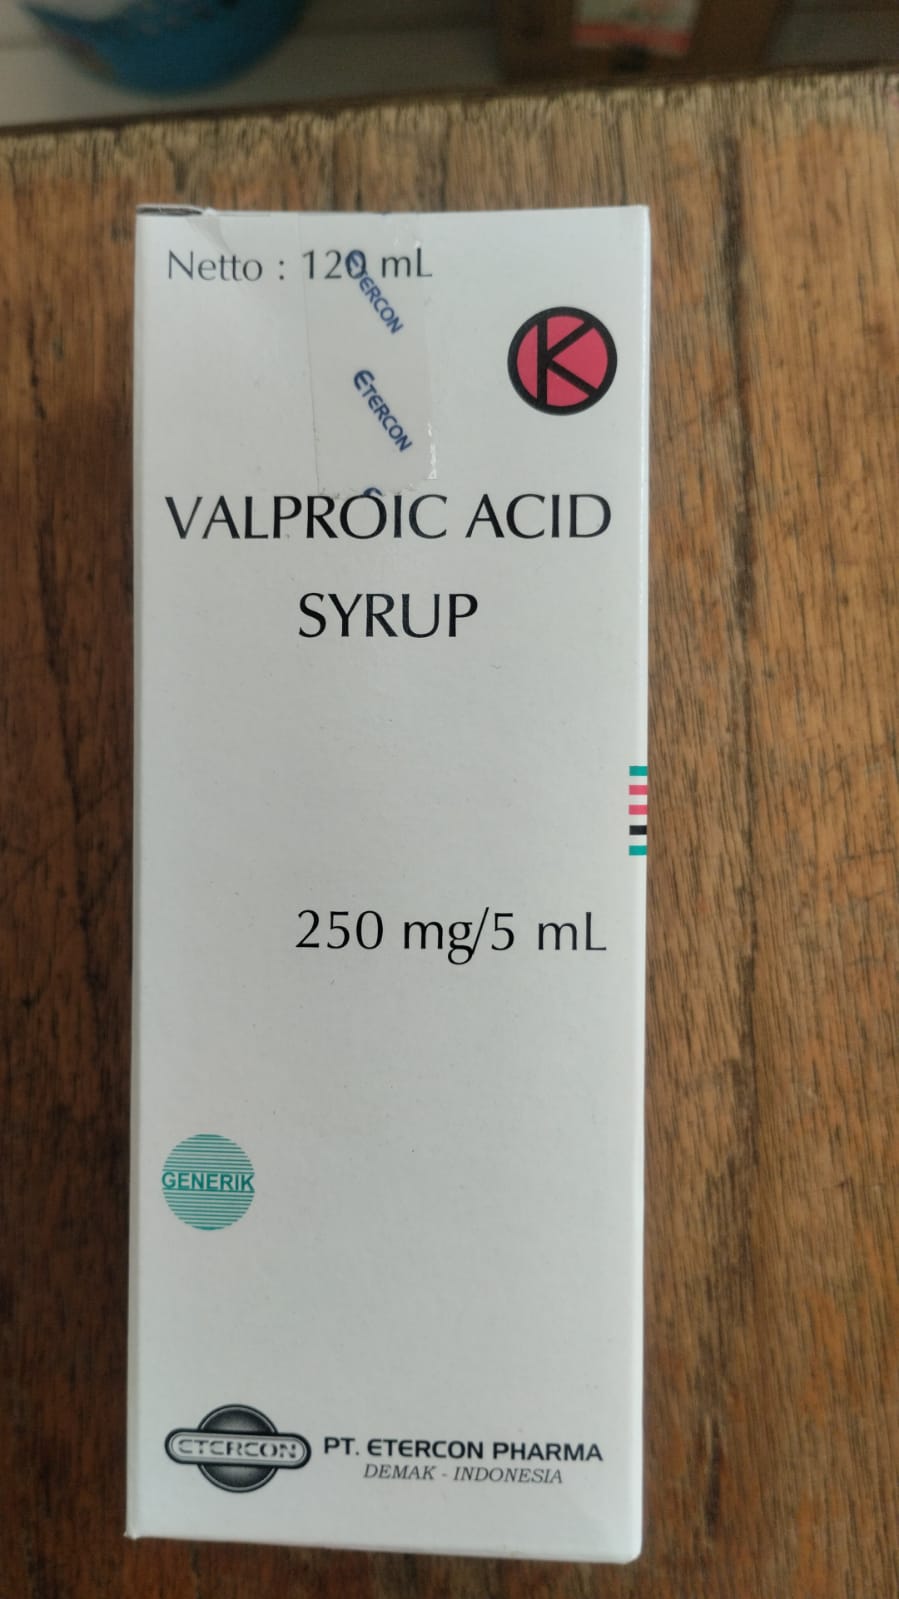 Netto : 120 mL
ETERCON
ETERCON
K
VALPROIC ACID
SYRUP
250 mg/5 mL
GENERIK
ETERCON
PT. ETERCON PHARMA
DEMAK - INDONESIA